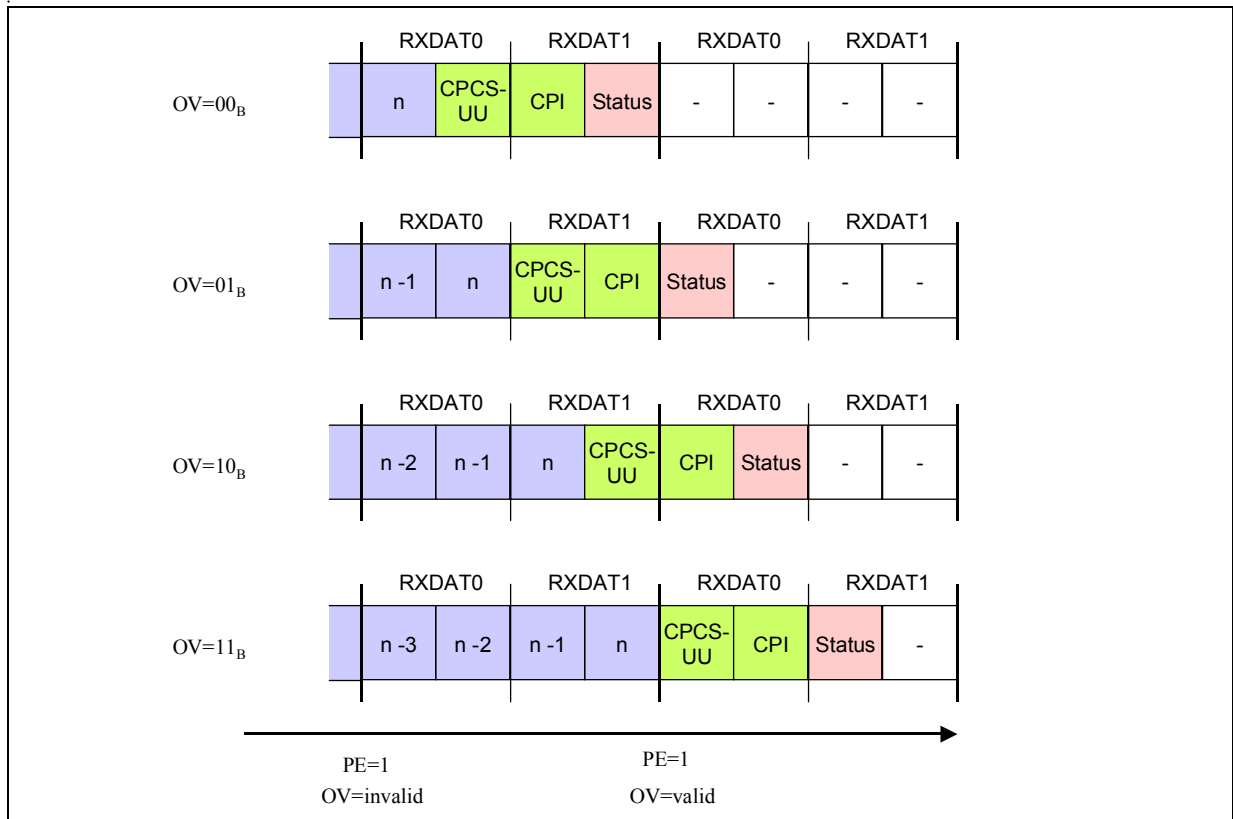 :
RXDAT0 RXDAT1 RXDAT0 RXDAT1
OV=00B n CPCS-UU CPI Status - - - -
RXDAT0 RXDAT1 RXDAT0 RXDAT1
OV=01B n -1 n CPCS-UU CPI Status - - -
RXDAT0 RXDAT1 RXDAT0 RXDAT1
OV=10B n -2 n -1 n CPCS-UU CPI Status - -
RXDAT0 RXDAT1 RXDAT0 RXDAT1
OV=11B n -3 n -2 n -1 n CPCS-UU CPI Status -
PE=1 PE=1
OV=invalid OV=valid